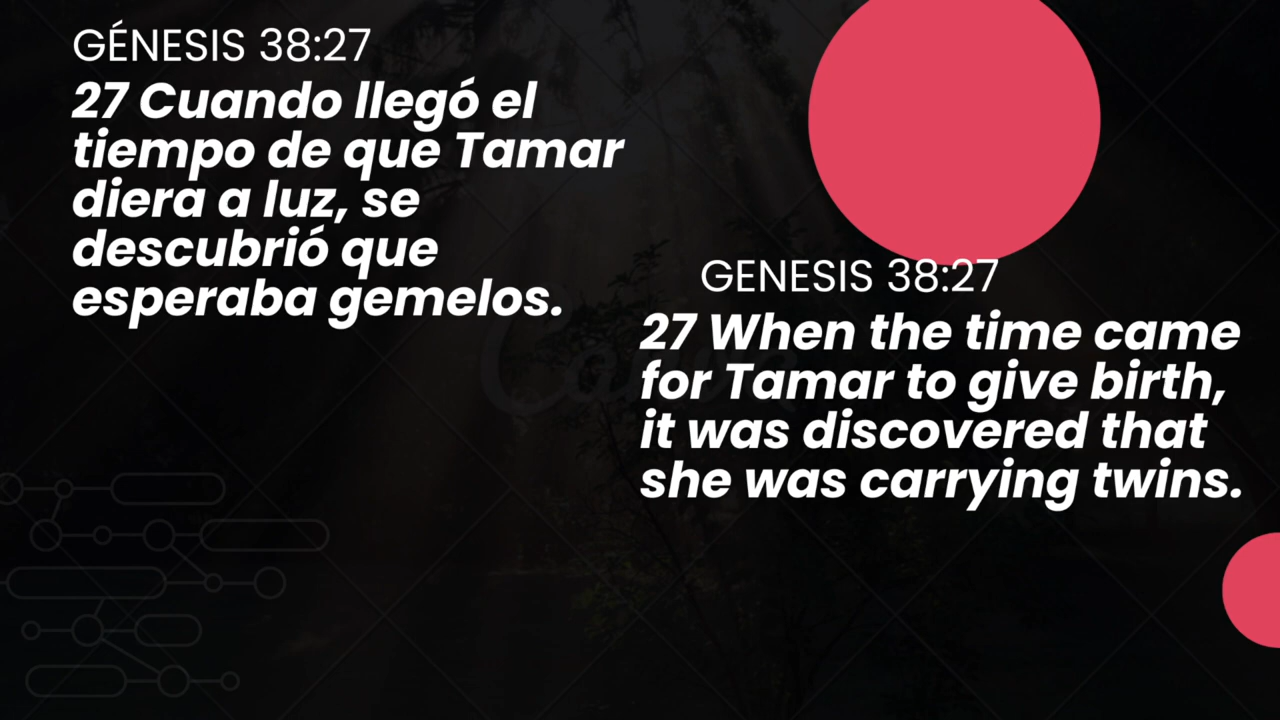 GÉNESIS 38:27
27 Cuando llegó el
tiempo de que Tamar
diera a luz, se
descubrió que
esperaba gemelos.
GENESIS 38:27
27 When the time came
for Tamar to give birth,
it was discovered that
she was carrying twins.
Canva